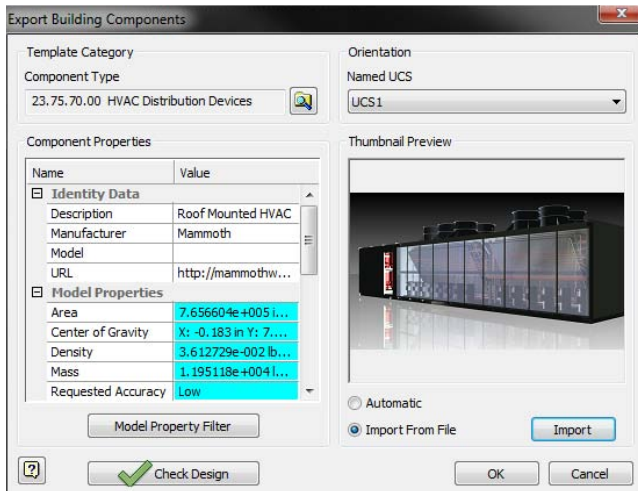 Export Building Components
Template Category
Component Type
23.75.70.00 HVAC Distribution Devices
Orientation
Named UCS
UCS1
Component Properties
Name Value
Identity Data
Description Roof Mounted HVAC
Manufacturer Mammoth
Model
URL http://mammothw...
Model Properties
Area 7.656604e+005 i...
Center of Gravity X: -0.183 in Y: 7....
Density 3.612729e-002 lb...
Mass 1.195118e+004 l...
Requested Accuracy Low
Model Property Filter
Thumbnail Preview
Automatic
Import From File
Import
Check Design
OK
Cancel